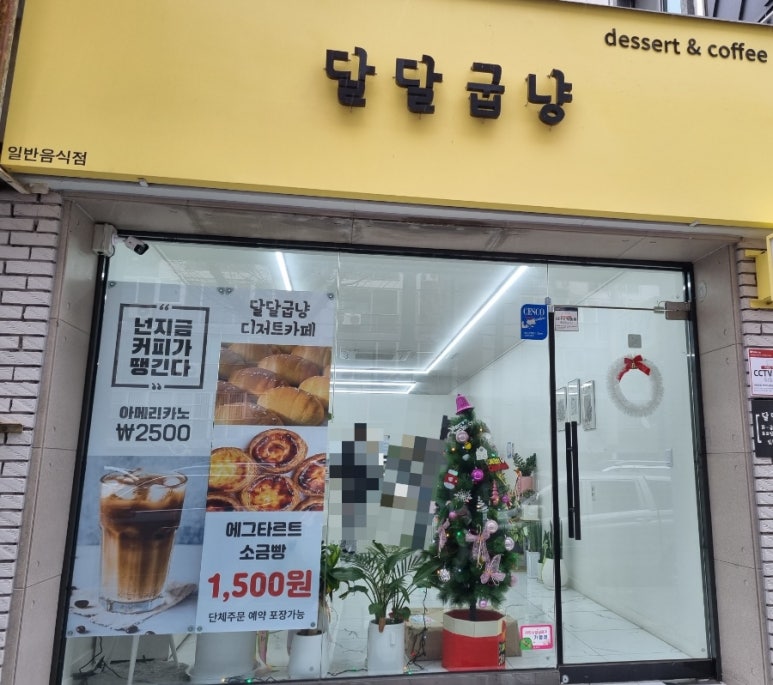 dessert & coffee
달달굽냥
일반음식점
넌지금
커피가
땡긴다
아메리카노
₩2500
달달굽냥
디저트카페
에그타르트
소금빵
1,500원
단체주문 예약 포장가능
CESCO
CCTV